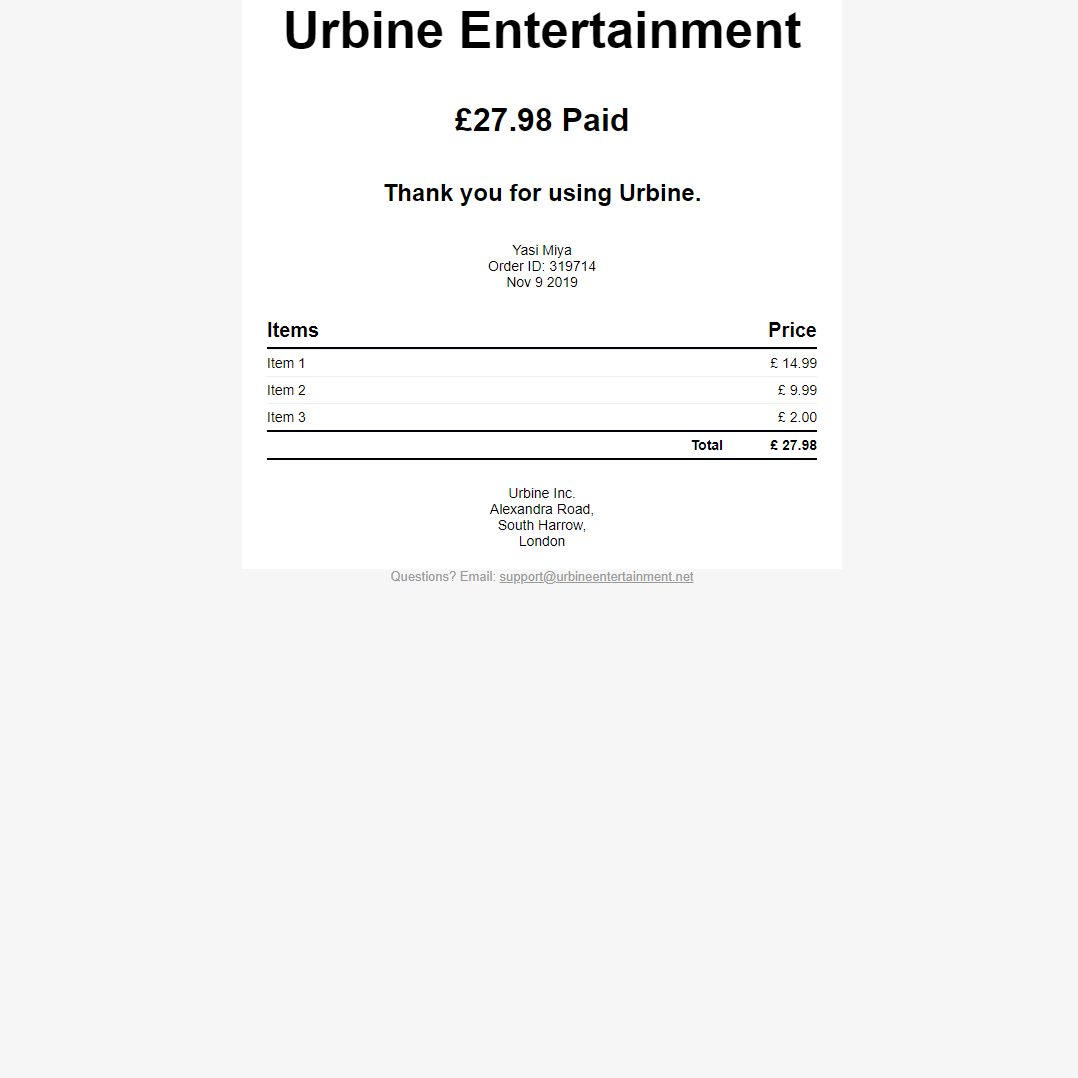 Urbine Entertainment
£27.98 Paid
Thank you for using Urbine.
Yasi Miya
Order ID: 319714
Nov 9 2019
Items Price
Item 1 £ 14.99
Item 2 £ 9.99
Item 3 £ 2.00
Total £ 27.98
Urbine Inc.
Alexandra Road,
South Harrow,
London
Questions? Email: support@urbineentertainment.net